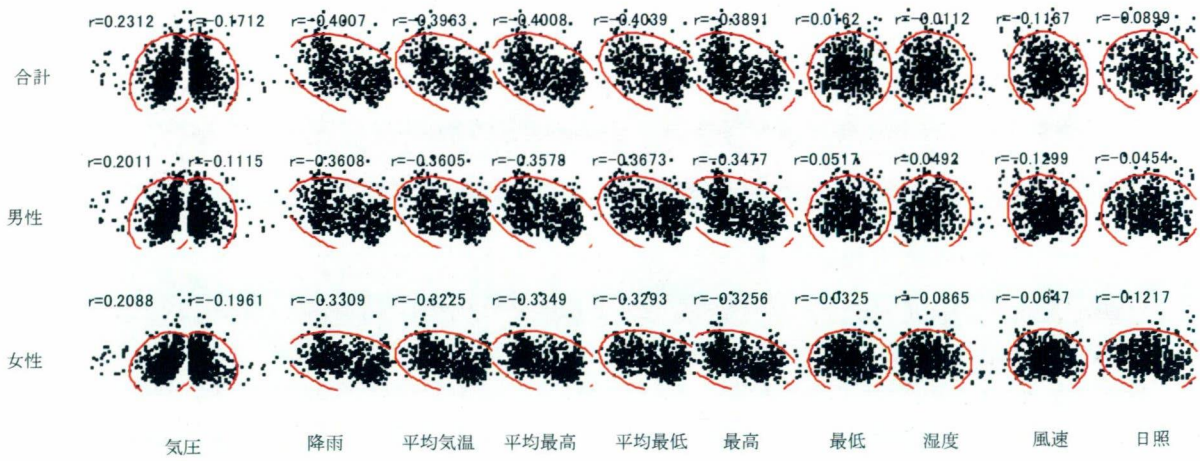 r=0.2312 r=-0.1712 r=-0.4007 r=-0.3963 r=-0.4008 r=-0.4039 r=-0.3891 r=0.0162 r=-0.0112 r=-0.1167 r=-0.0899
合計
r=0.2011 r=-0.1115 r=-0.3608 r=-0.3605 r=-0.3578 r=-0.3673 r=-0.3477 r=0.0517 r=0.0492 r=-0.1299 r=-0.0454
男性
r=0.2088 r=-0.1961 r=-0.3309 r=-0.3225 r=-0.3349 r=-0.3293 r=-0.3256 r=-0.0325 r=-0.0865 r=-0.0647 r=-0.1217
女性
気圧 降雨 平均気温 平均最高 平均最低 最高 最低 湿度 風速 日照